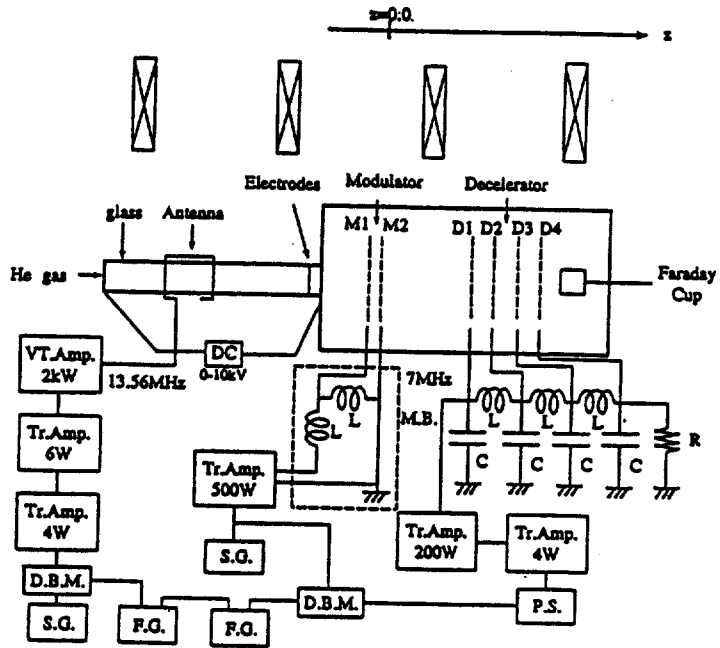 z=0:0.
z
Electrodes
Modulator
Decelerator
glass
Antenna
M1 M2
D1 D2 D3 D4
He gas
Faraday
Cup
VT.Amp.
2kW
13.56MHz
DC
0-10kV
7MHz
M.B.
L
L
L
L
L
C
C
C
C
R
Tr.Amp.
6W
Tr.Amp.
500W
Tr.Amp.
4W
Tr.Amp.
200W
Tr.Amp.
4W
S.G.
D.B.M.
S.G.
F.G.
F.G.
D.B.M.
P.S.